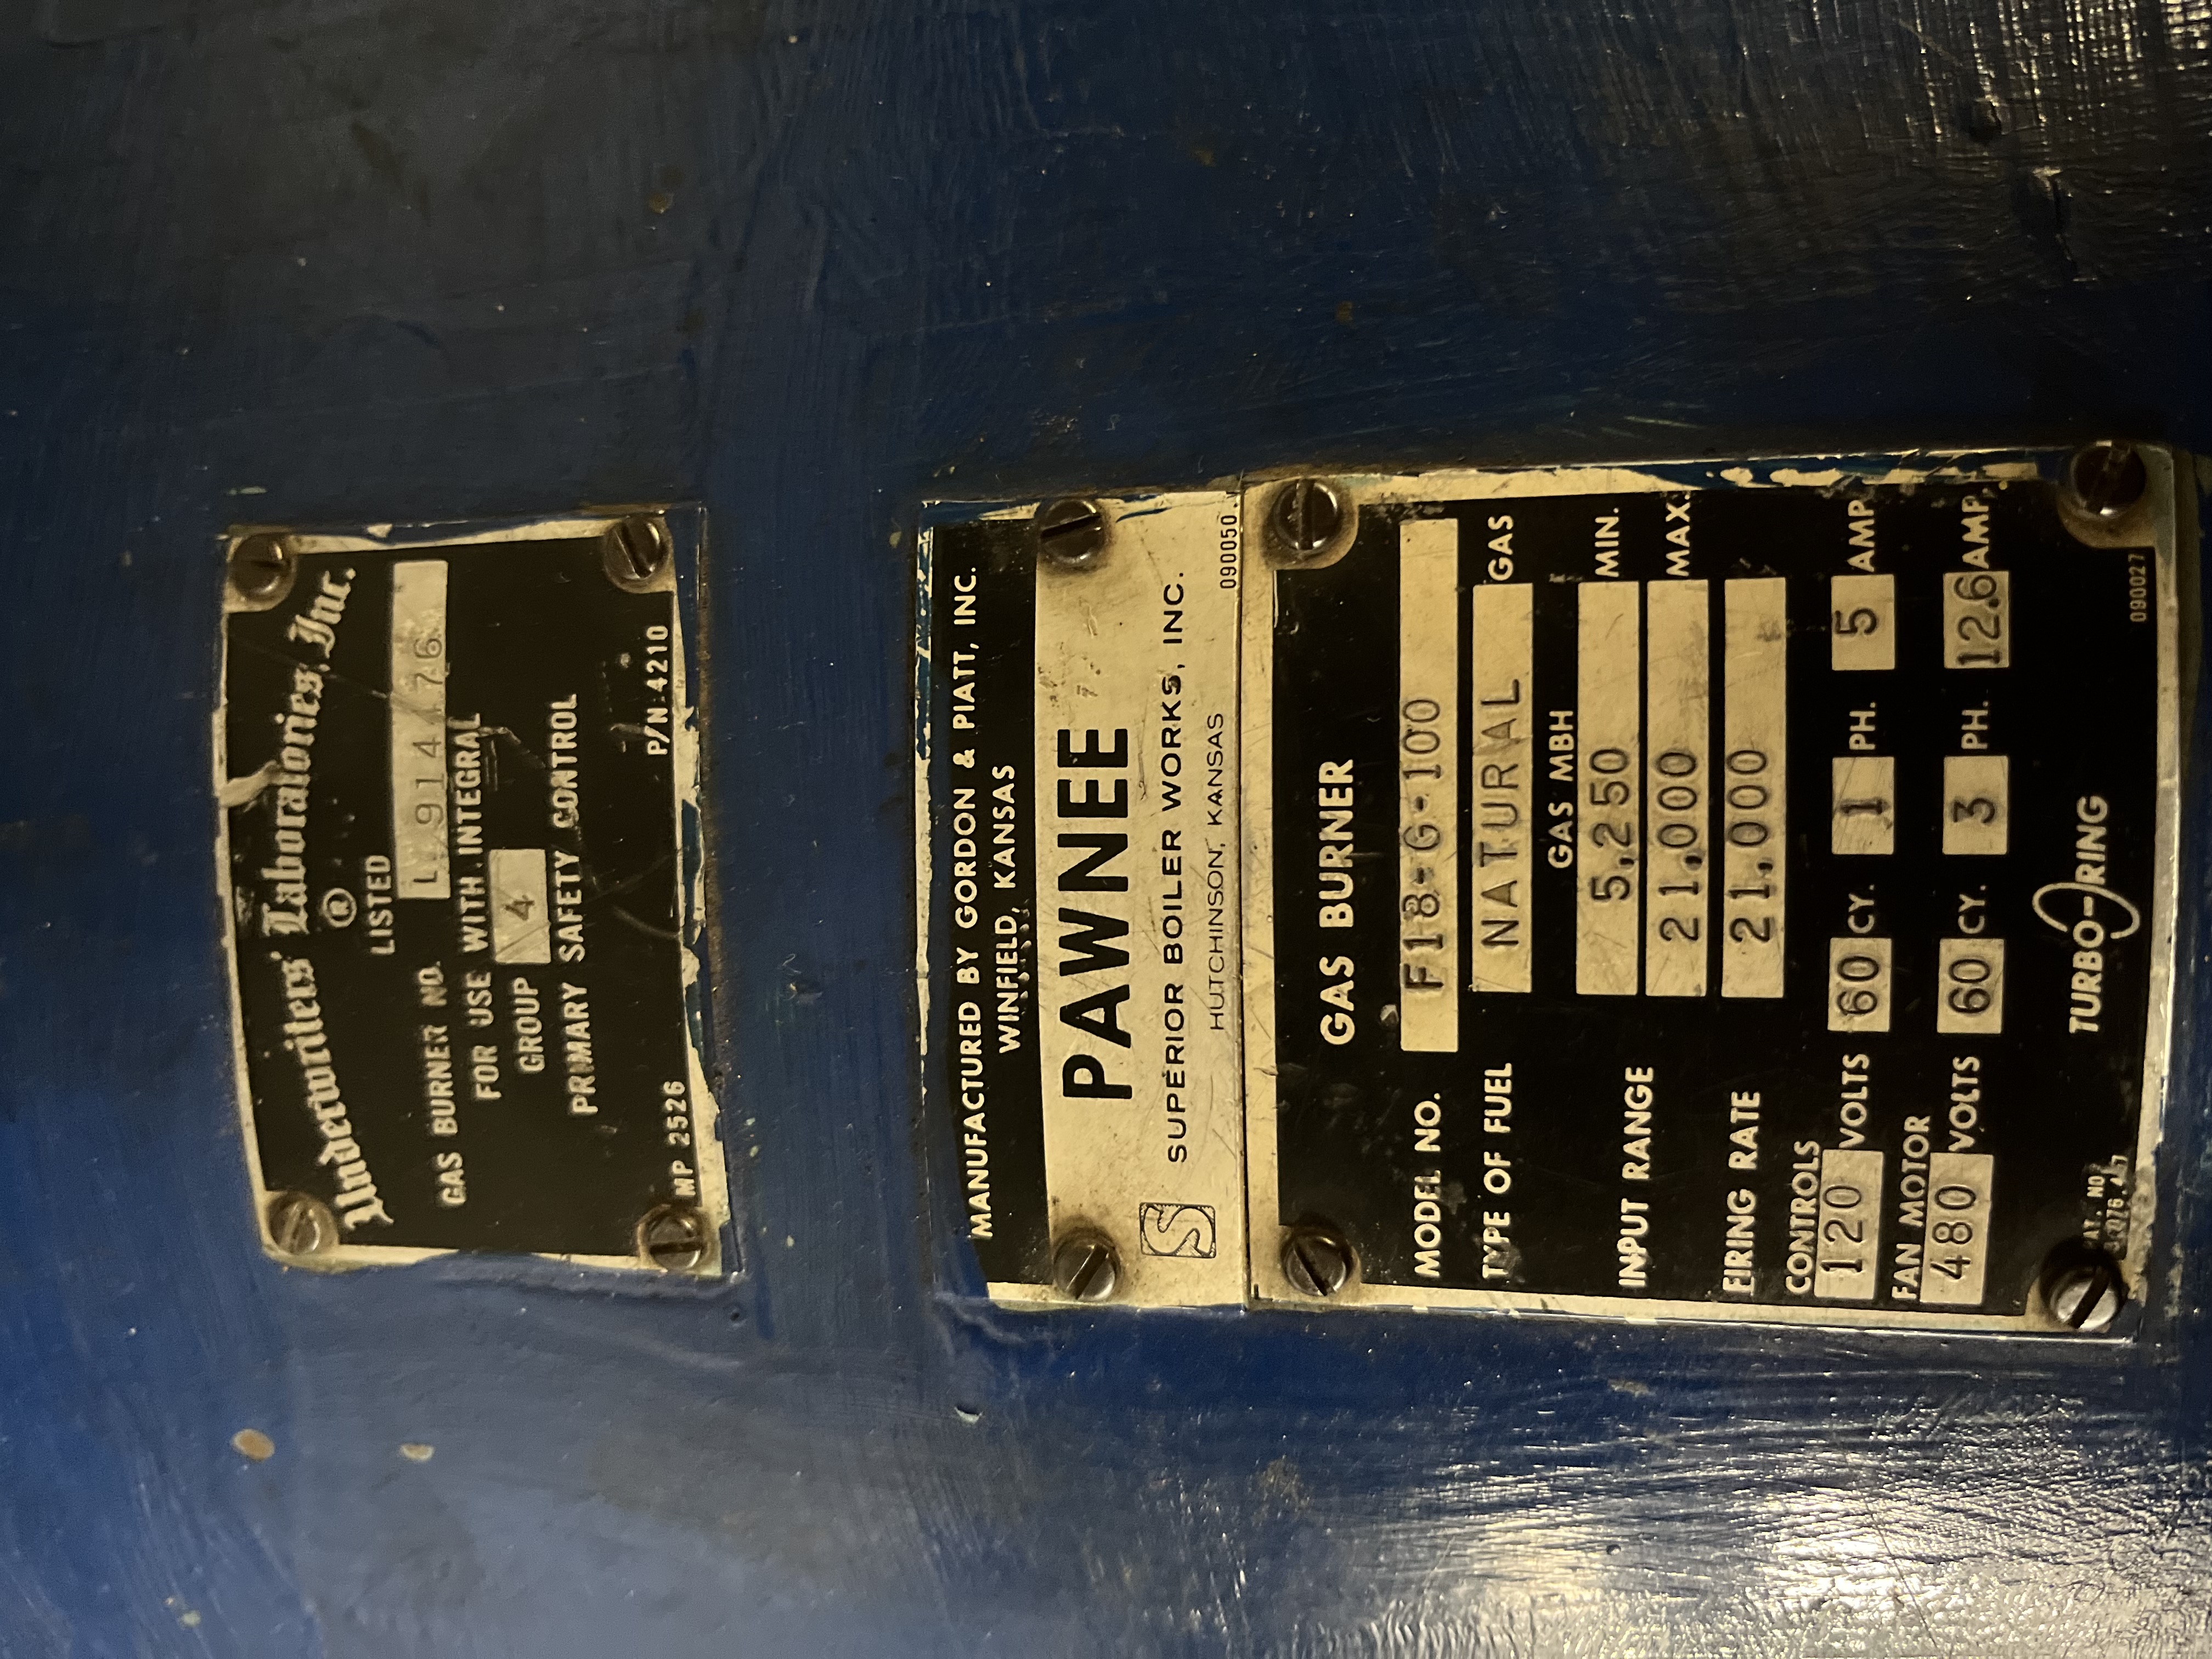 Underwriters' Laboratories, Inc.
®
LISTED
GAS BURNER NO. L 914476
FOR USE WITH INTEGRAL
GROUP 4
PRIMARY SAFETY CONTROL
MP 2526 P/N 4210
MANUFACTURED BY GORDON & PIATT, INC.
WINFIELD, KANSAS
PAWNEE
S SUPERIOR BOILER WORKS, INC.
HUTCHINSON, KANSAS
090050
GAS BURNER
MODEL NO. F18-G-100
TYPE OF FUEL NATURAL GAS
GAS MBH
INPUT RANGE 5,250 MIN.
21,000 MAX.
FIRING RATE 21,000
CONTROLS
120 VOLTS 60 CY. 1 PH. 5 AMP.
FAN MOTOR
480 VOLTS 60 CY. 3 PH. 12.6 AMP.
TURBO-RING
PAT. NO.
090027